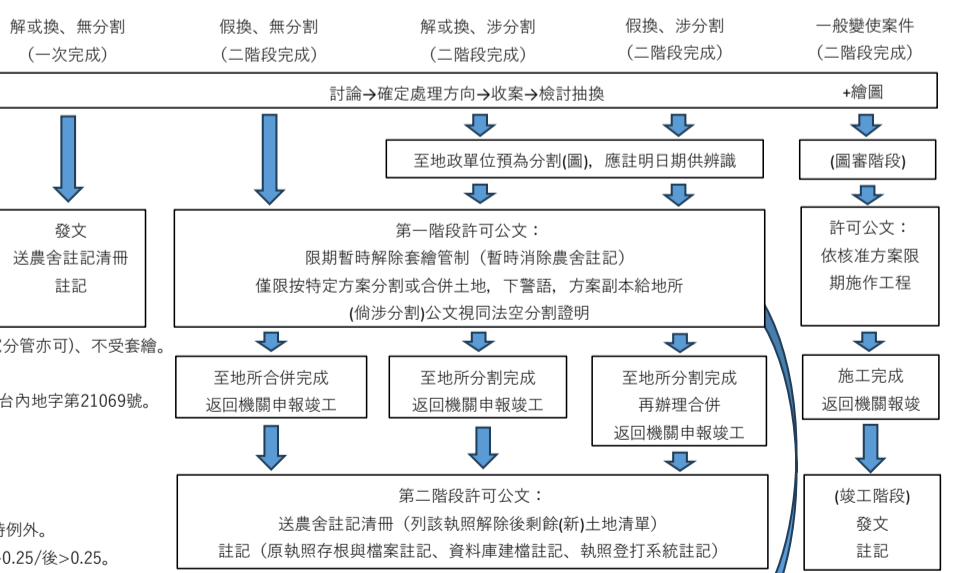 解或換、無分割
(一次完成)
假換、無分割
(二階段完成)
解或換、涉分割
(二階段完成)
假換、涉分割
(二階段完成)
一般變使案件
(二階段完成)
討論→確定處理方向→收案→檢討抽換
+繪圖
至地政單位預為分割(圖)，應註明日期供辨識
(圖審階段)
發文
送農舍註記清冊
註記
第一階段許可公文：
限期暫時解除套繪管制（暫時消除農舍註記）
僅限按特定方案分割或合併土地，下警語，方案副本給地所
(倘涉分割)公文視同法空分割證明
許可公文：
依核准方案限
期施作工程
分管亦可)、不受套繪。
台內地字第21069號。
至地所合併完成
返回機關申報竣工
至地所分割完成
返回機關申報竣工
至地所分割完成
再辦理合併
返回機關申報竣工
施工完成
返回機關報竣
第二階段許可公文：
送農舍註記清冊（列該執照解除後剩餘(新)土地清單）
註記（原執照存根與檔案註記、資料庫建檔註記、執照登打系統註記）
(竣工階段)
發文
註記
例外。
0.25/後>0.25。